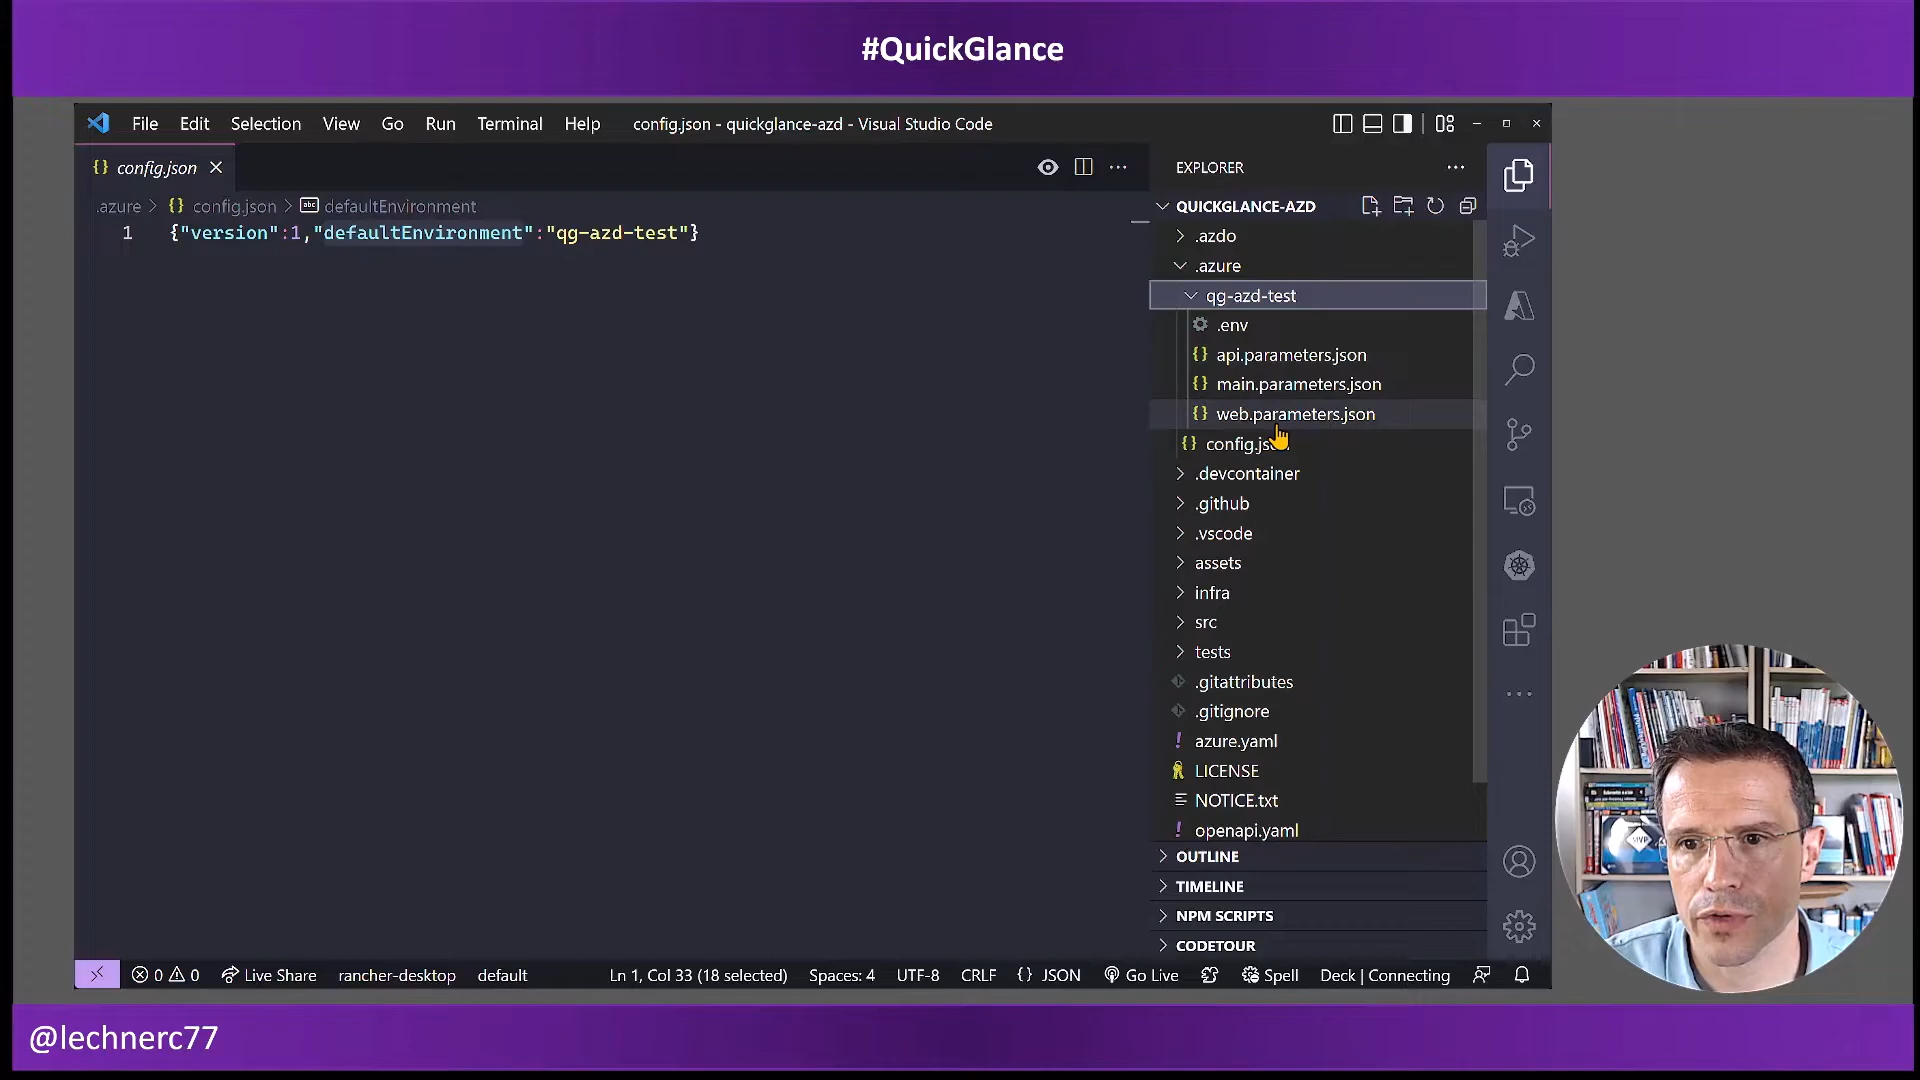 #QuickGlance
File Edit Selection View Go Run Terminal Help config.json - quickglance-azd - Visual Studio Code
config.json
.azure > {} config.json > defaultEnvironment
1 {"version":1,"defaultEnvironment":"qg-azd-test"}
EXPLORER
QUICKGLANCE-AZD
.azdo
.azure
qg-azd-test
.env
api.parameters.json
main.parameters.json
web.parameters.json
config.json
.devcontainer
.github
.vscode
assets
infra
src
tests
.gitattributes
.gitignore
azure.yaml
LICENSE
NOTICE.txt
openapi.yaml
OUTLINE
TIMELINE
NPM SCRIPTS
CODETOUR
0 0 Live Share rancher-desktop default Ln 1, Col 33 (18 selected) Spaces: 4 UTF-8 CRLF {} JSON Go Live Spell Deck | Connecting
@lechnerc77